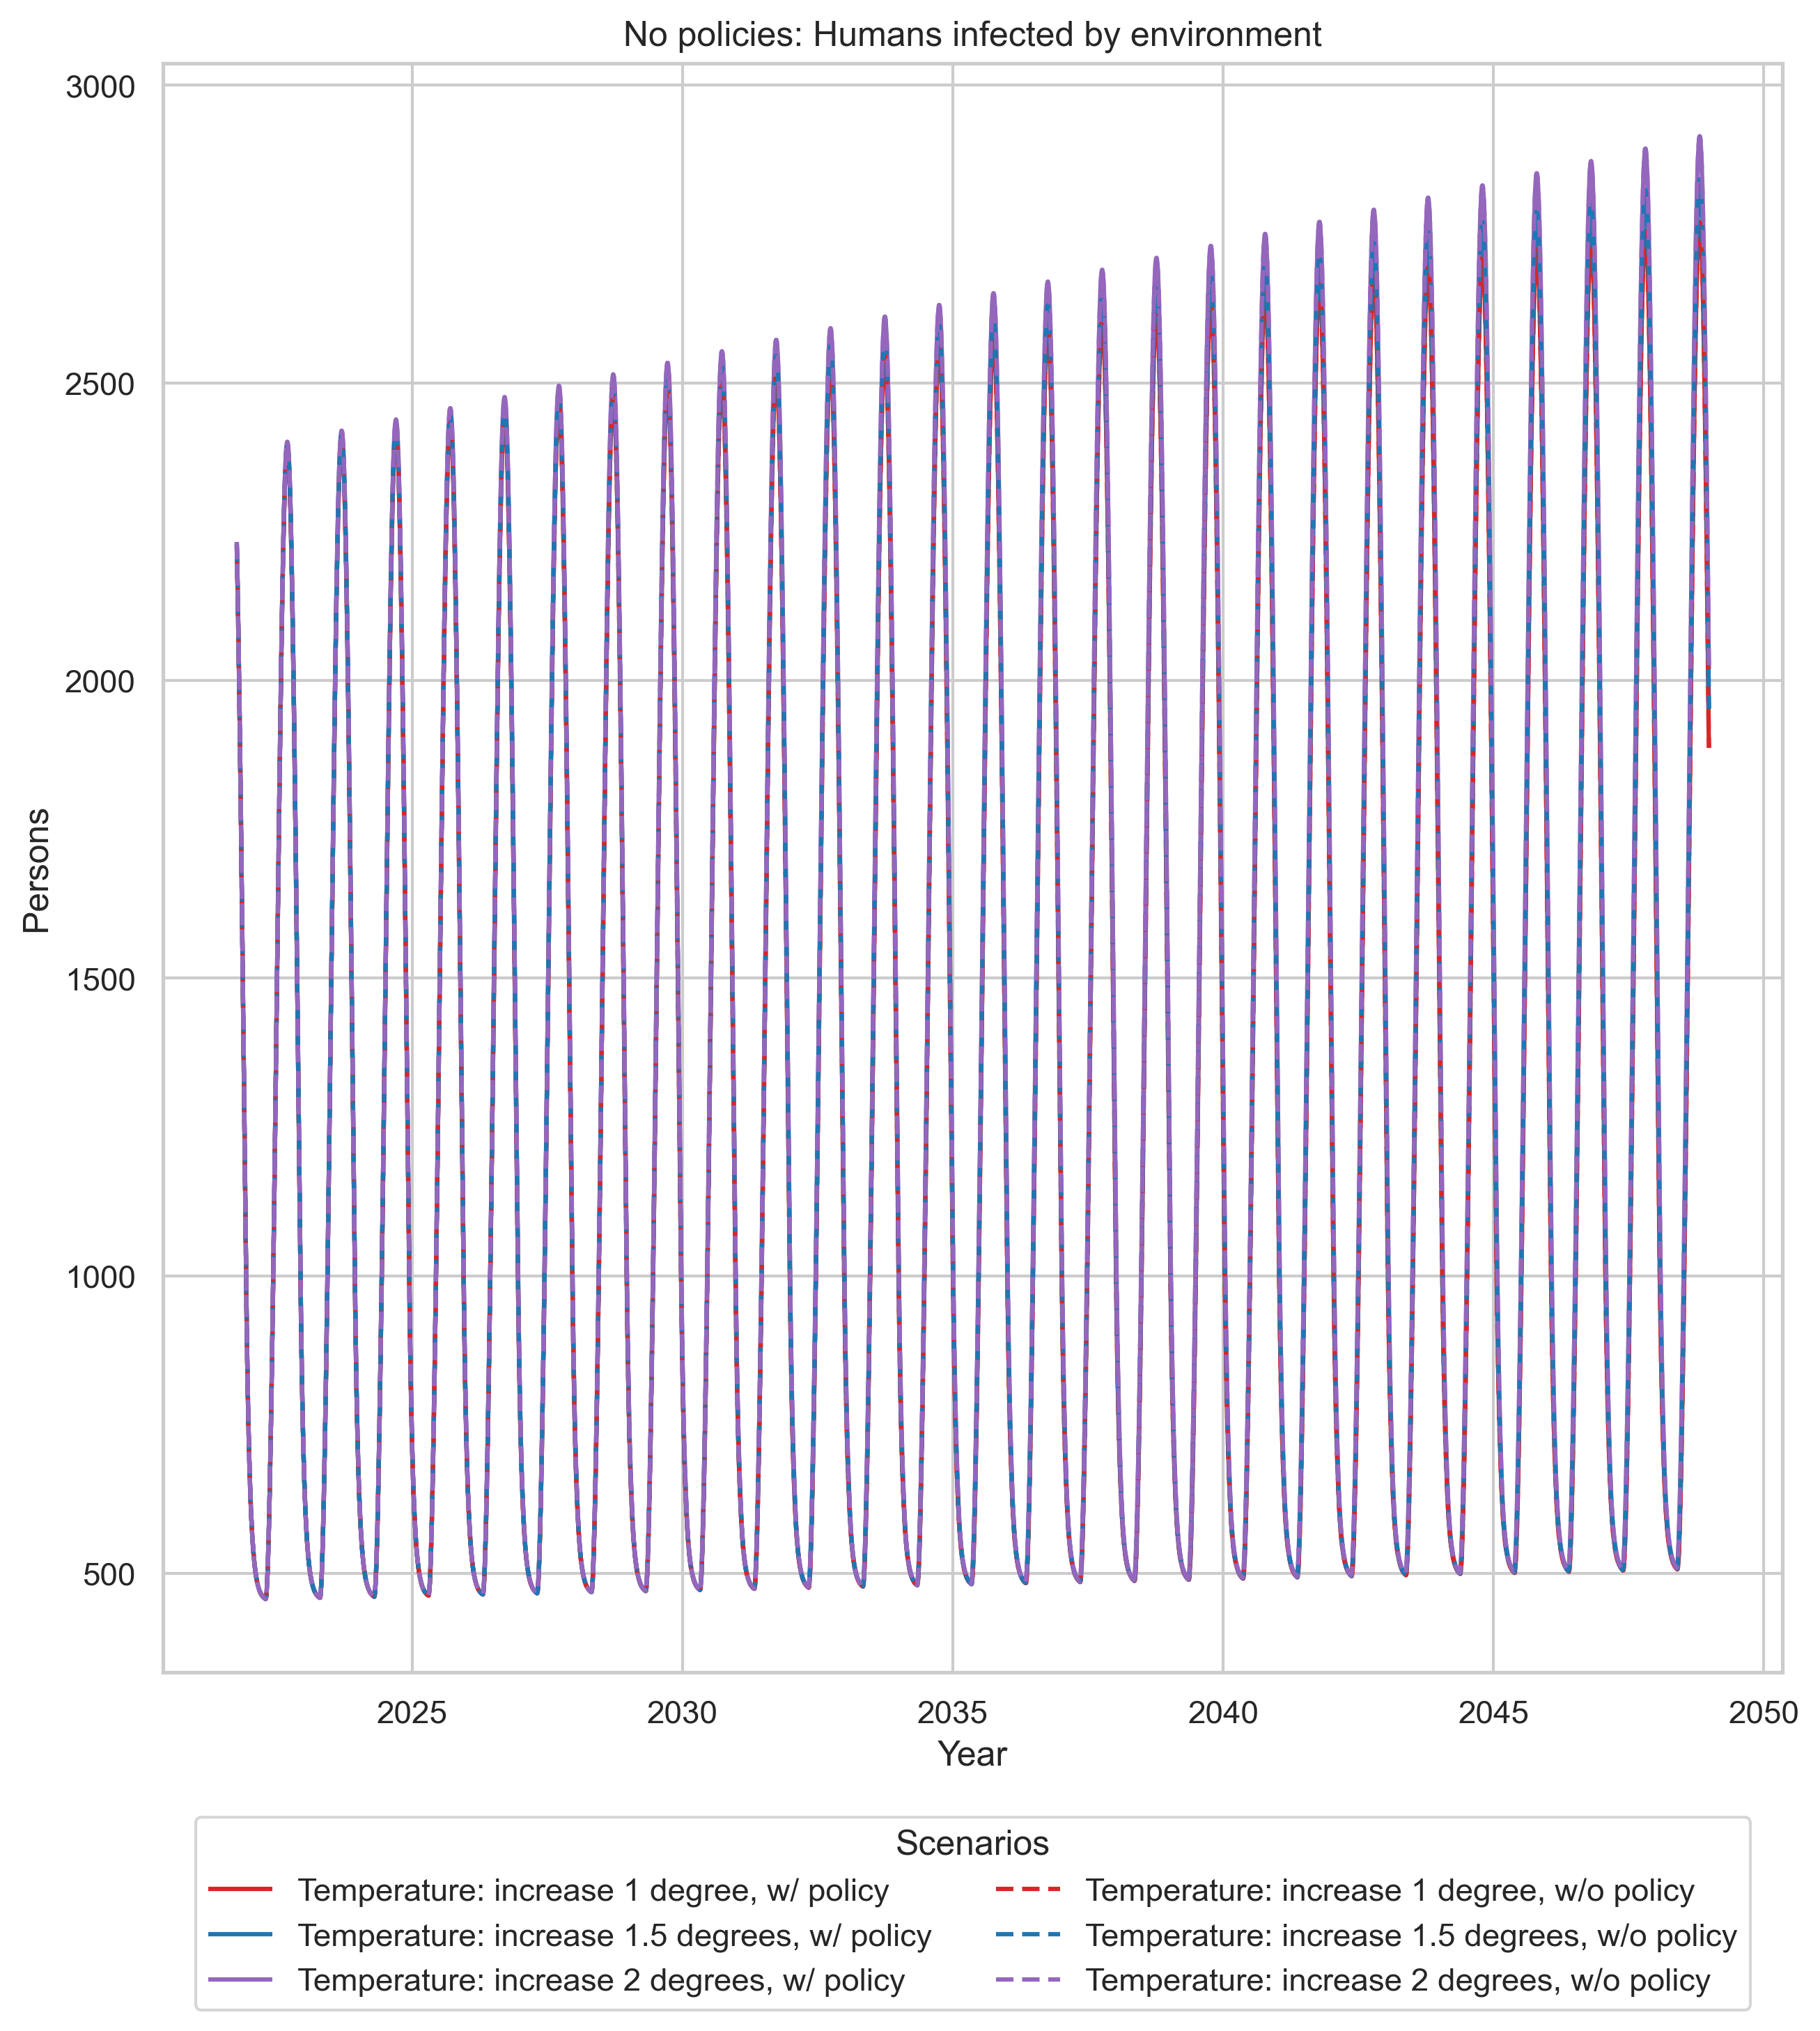 No policies: Humans infected by environment
3000
2500
2000
1500
1000
500
Persons
2025 2030 2035 2040 2045 2050
Year
Scenarios
Temperature: increase 1 degree, w/ policy
Temperature: increase 1.5 degrees, w/ policy
Temperature: increase 2 degrees, w/ policy
Temperature: increase 1 degree, w/o policy
Temperature: increase 1.5 degrees, w/o policy
Temperature: increase 2 degrees, w/o policy